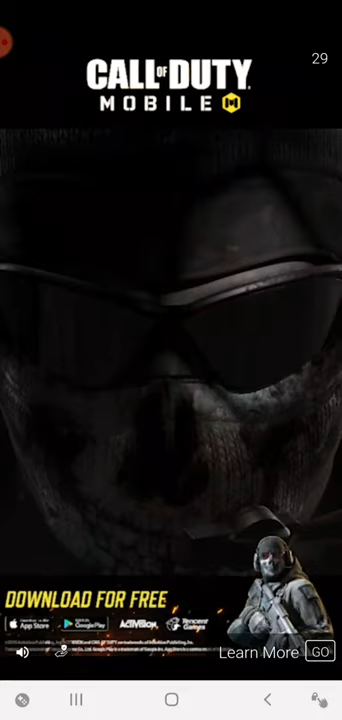 29
CALL OF DUTY
MOBILE
DOWNLOAD FOR FREE
App Store
Google Play
ACTIVISION
Tencent Games
Learn More
GO